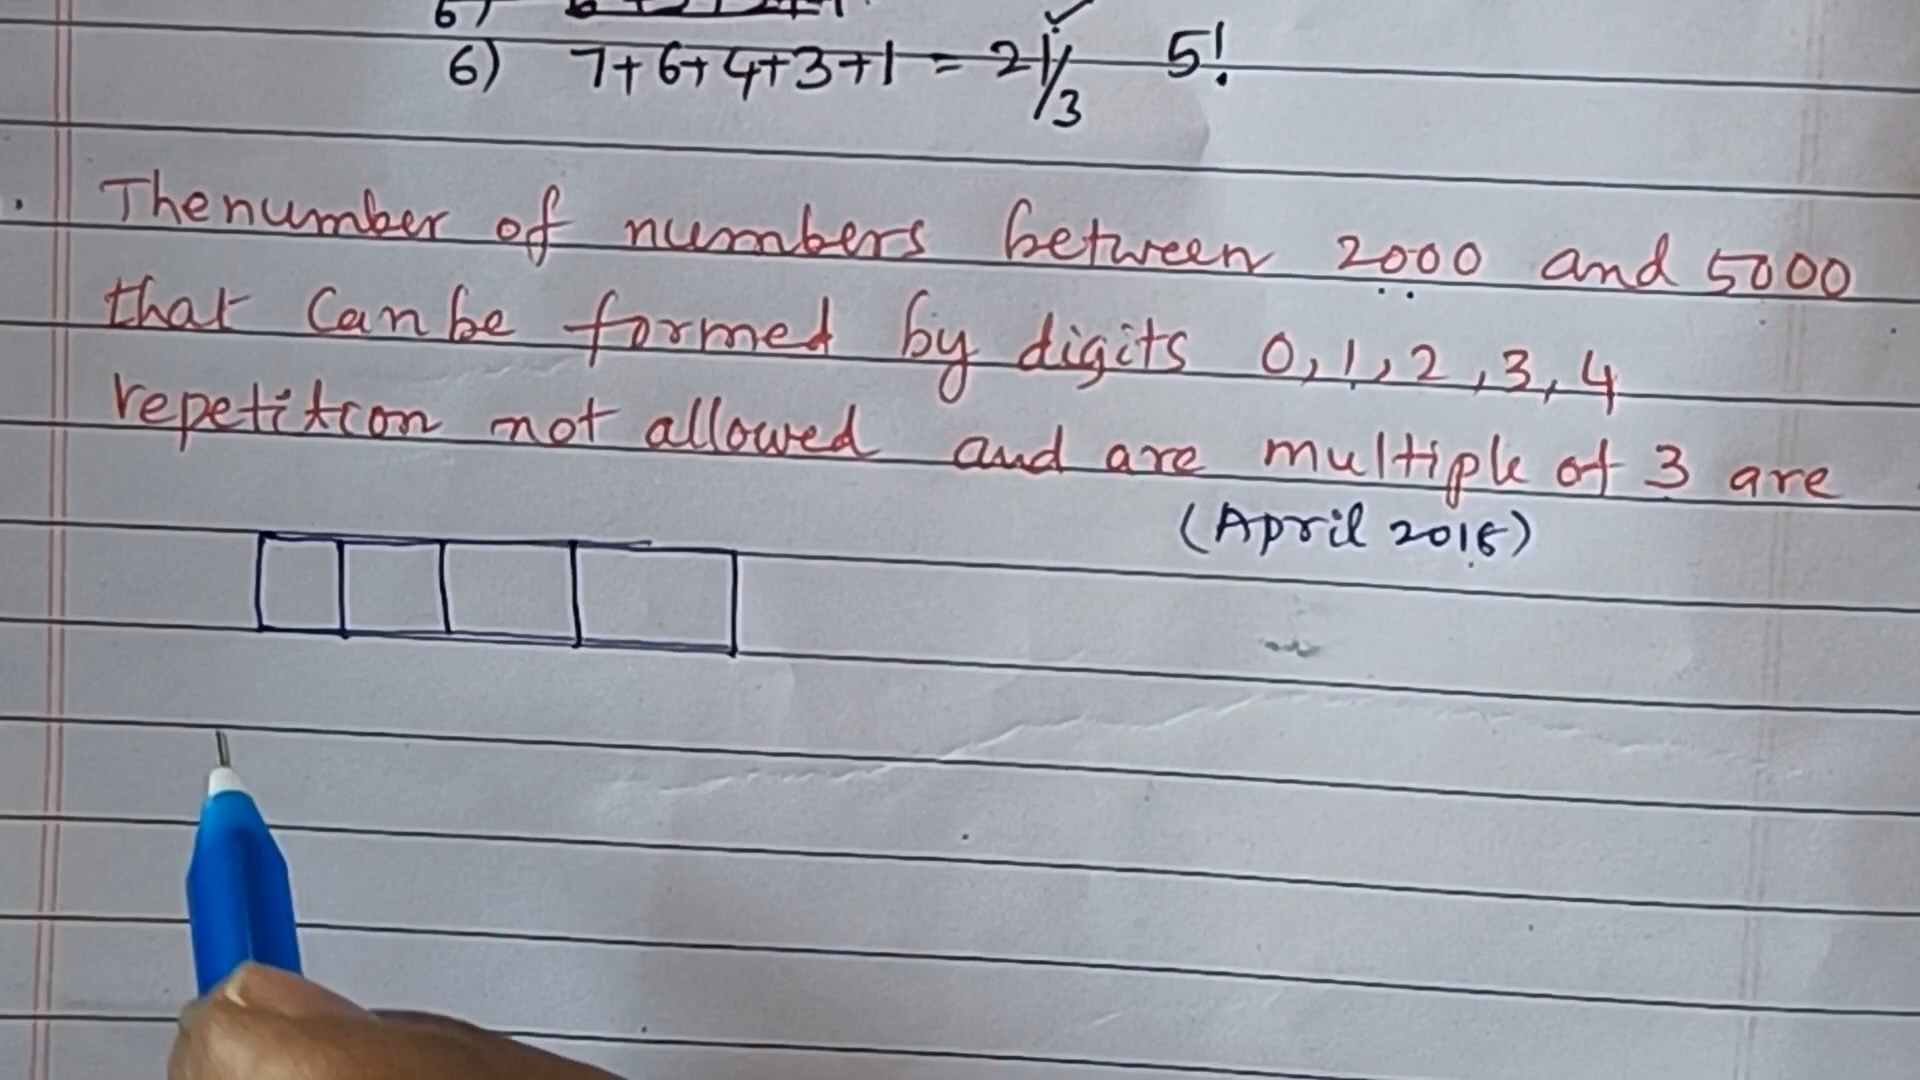 6) 7+6+4+3+1 = 21/3 5!
The number of numbers between 2000 and 5000
that can be formed by digits 0, 1, 2, 3, 4
repetition not allowed and are multiple of 3 are
(April 2018)